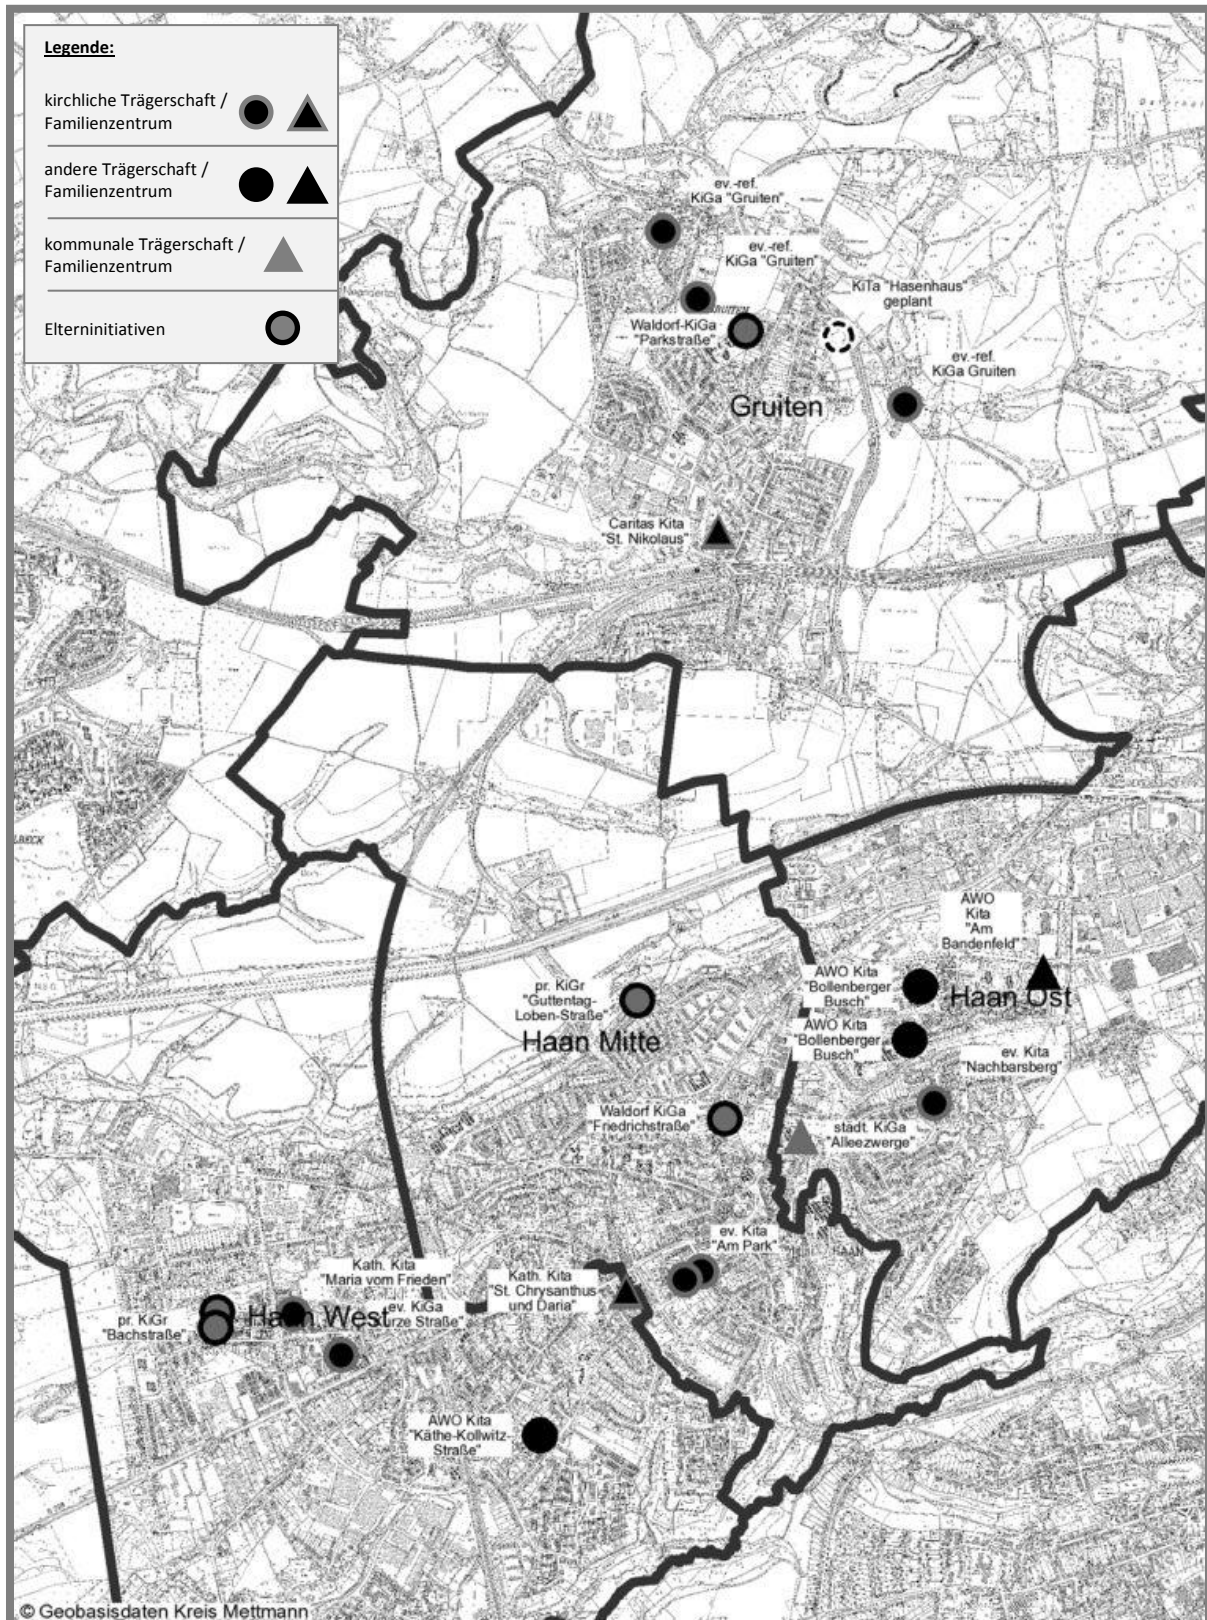 Legende:
kirchliche Trägerschaft /
Familienzentrum
andere Trägerschaft /
Familienzentrum
kommunale Trägerschaft /
Familienzentrum
Elterninitiativen
ev.-ref.
KiGa "Gruiten"
ev.-ref.
KiGa "Gruiten"
KiTa "Hasenhaus"
geplant
Waldorf-KiGa
"Parkstraße"
ev.-ref.
KiGa Gruiten
Gruiten
Caritas Kita
"St. Nikolaus"
AWO
Kita
"Am
Bandenfeld"
AWO Kita
"Bollenberger
Busch"
Haan Ost
pr. KiGr
"Guttentag-
Loben-Straße"
Haan Mitte
AWO Kita
"Bollenberger
Busch"
ev. Kita
"Nachbarsberg"
Waldorf KiGa
"Friedrichstraße"
städt. KiGa
"Alleezwerge"
HAAN
ev. Kita
"Am Park"
Kath. Kita
"Maria vom Frieden"
Kath. Kita
"St. Chrysanthus
und Daria"
ev. KiGa
urze Straße"
Haan West
pr. KiGr
"Bachstraße"
AWO Kita
"Käthe-Kollwitz-
Straße"
© Geobasisdaten Kreis Mettmann